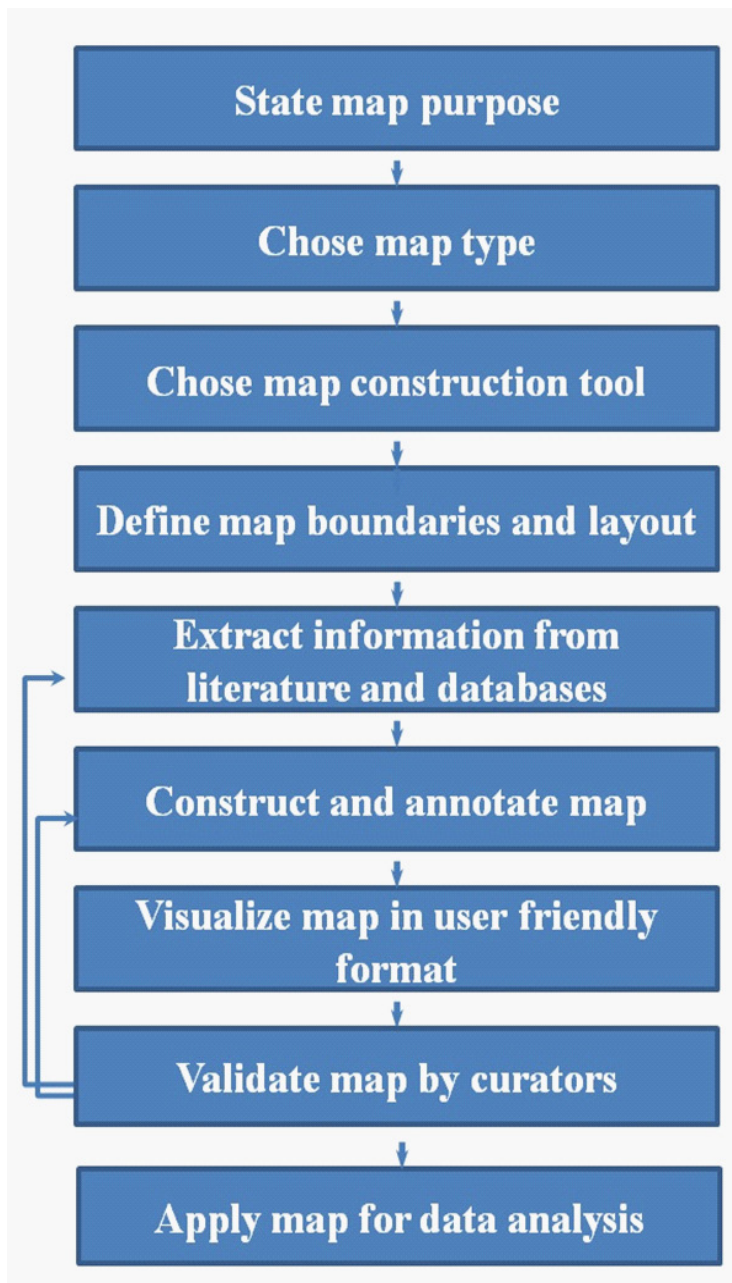 State map purpose
Chose map type
Chose map construction tool
Define map boundaries and layout
Extract information from
literature and databases
Construct and annotate map
Visualize map in user friendly
format
Validate map by curators
Apply map for data analysis